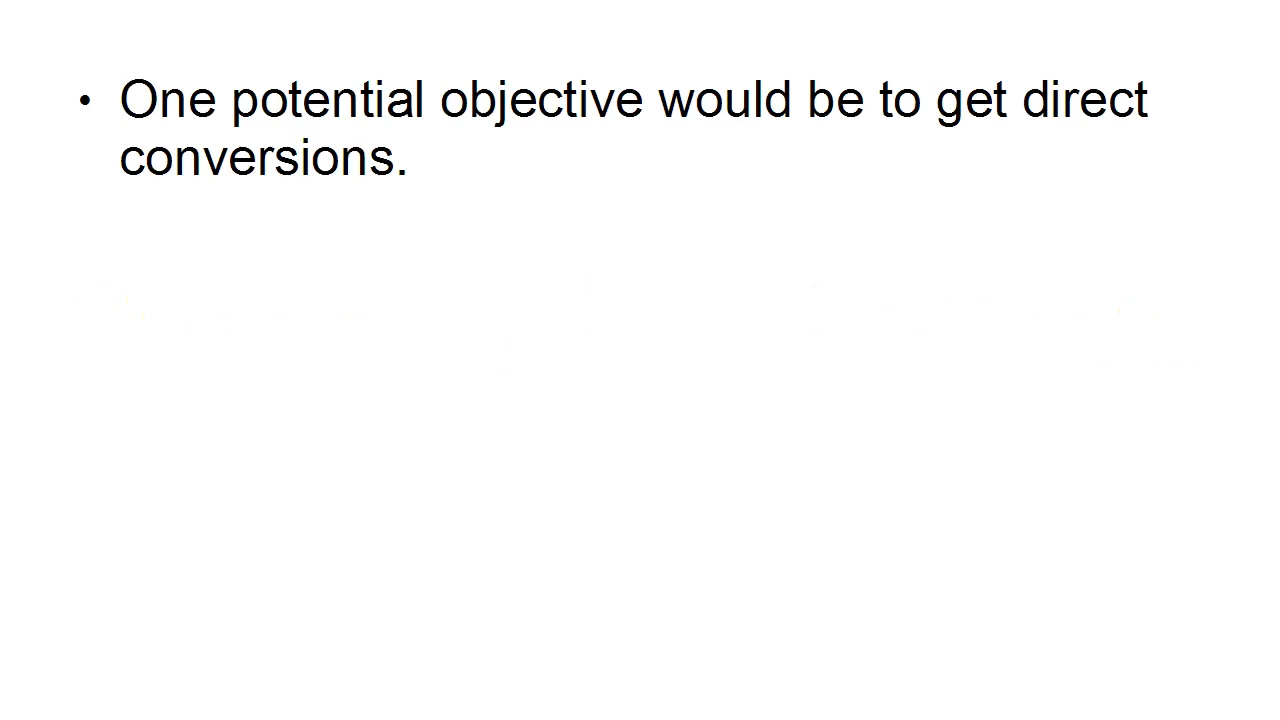 • One potential objective would be to get direct
conversions.